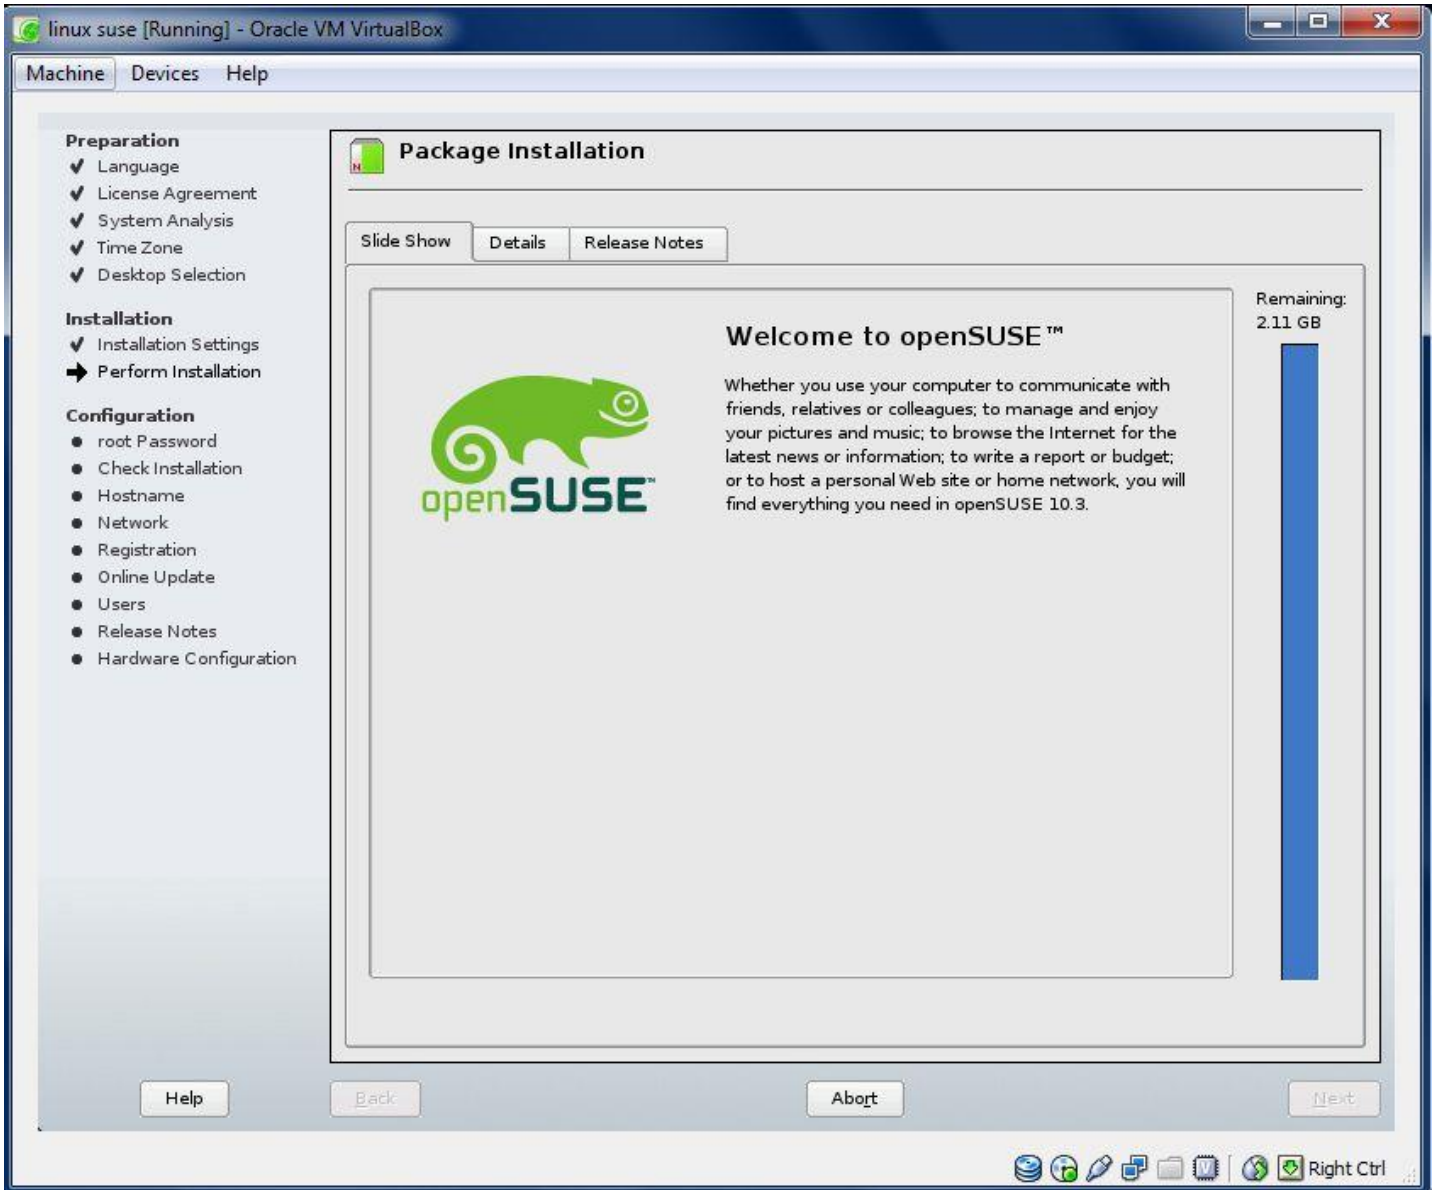 linux suse [Running] - Oracle VM VirtualBox
Machine Devices Help
Preparation
Language
License Agreement
System Analysis
Time Zone
Desktop Selection
Installation
Installation Settings
Perform Installation
Configuration
root Password
Check Installation
Hostname
Network
Registration
Online Update
Users
Release Notes
Hardware Configuration
N
Package Installation
Slide Show Details Release Notes
openSUSE™
Welcome to openSUSE™
Whether you use your computer to communicate with
friends, relatives or colleagues; to manage and enjoy
your pictures and music; to browse the Internet for the
latest news or information; to write a report or budget;
or to host a personal Web site or home network, you will
find everything you need in openSUSE 10.3.
Remaining:
2.11 GB
Help Back Abort Next
V
Right Ctrl